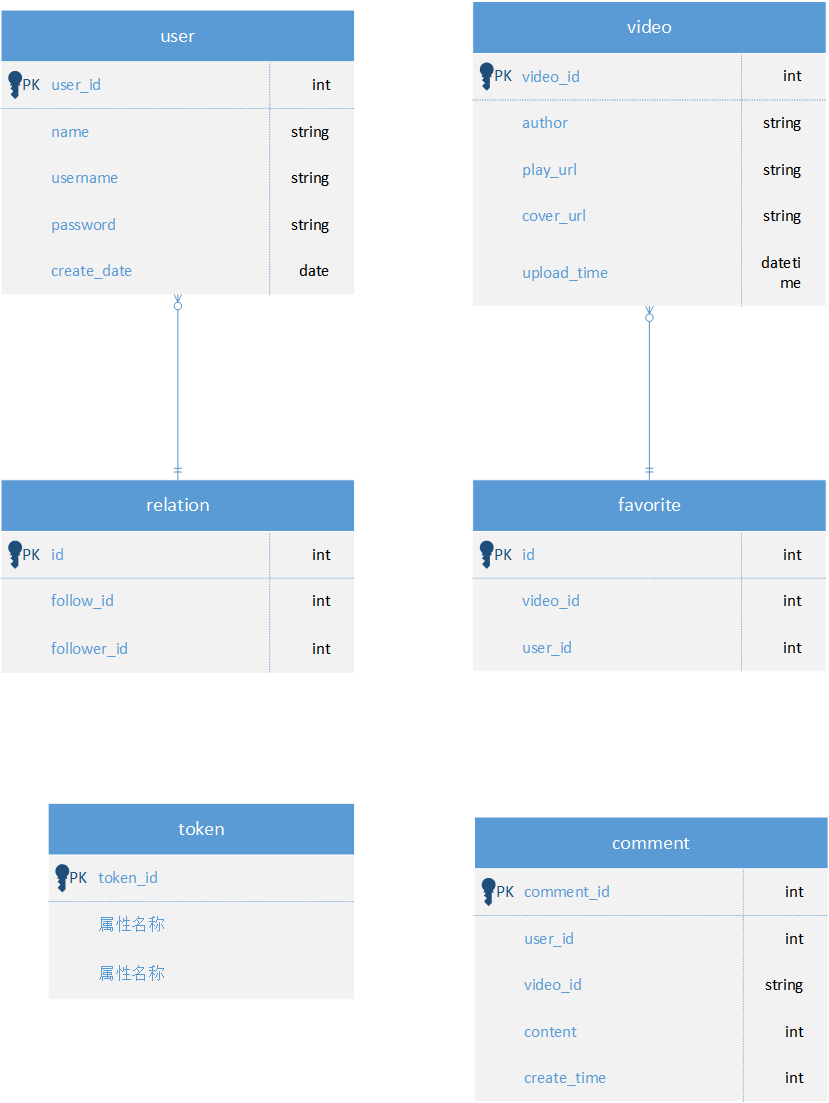 user
PK user_id int
name string
username string
password string
create_date date
video
PK video_id int
author string
play_url string
cover_url string
upload_time dateti
me
relation
PK id int
follow_id int
follower_id int
favorite
PK id int
video_id int
user_id int
token
PK token_id
属性名称
属性名称
comment
PK comment_id int
user_id int
video_id string
content int
create_time int